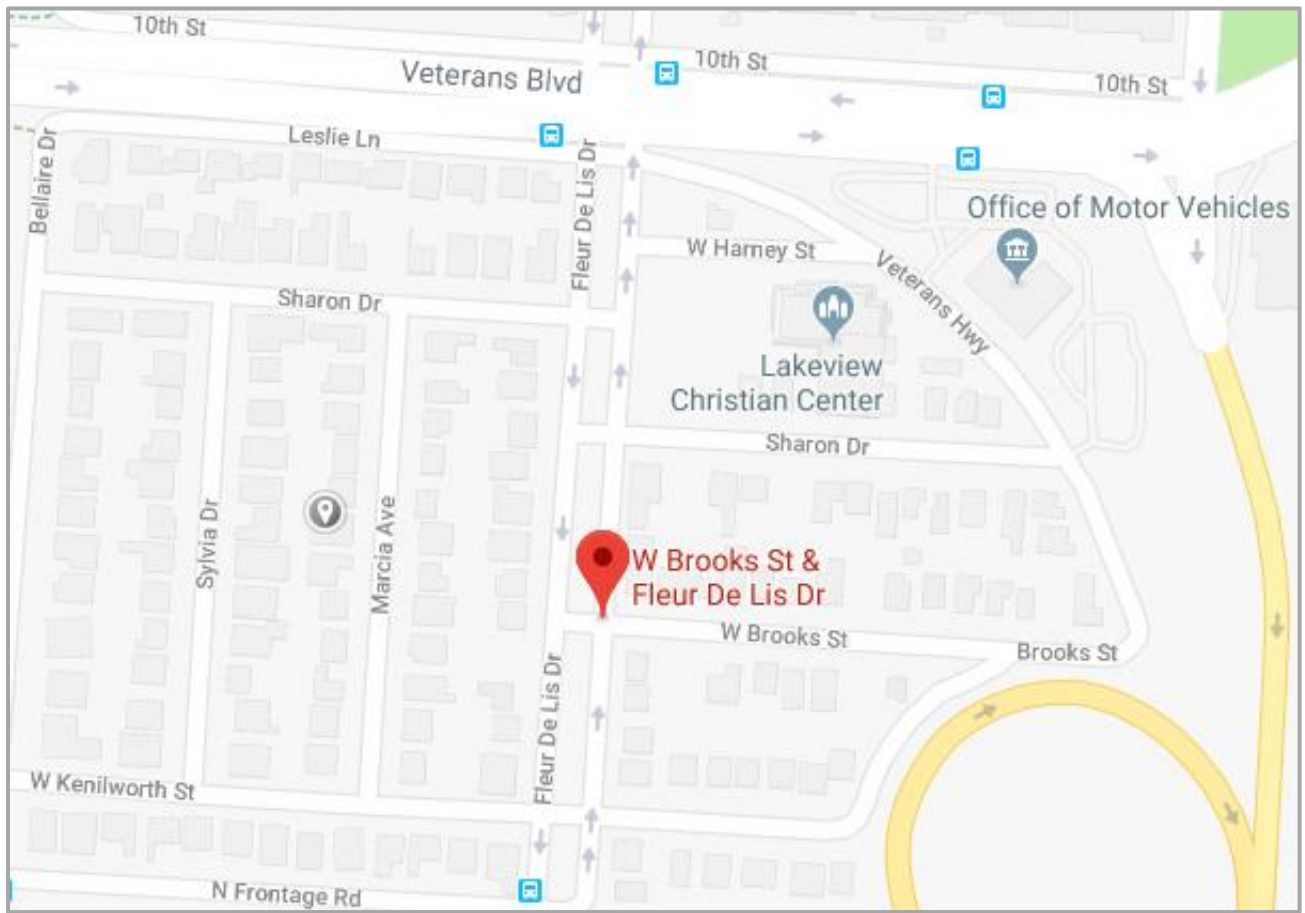 10th St
10th St
10th St
Veterans Blvd
Leslie Ln
Bellaire Dr
Fleur De Lis Dr
Office of Motor Vehicles
W Harney St
Veterans Hwy
Sharon Dr
Lakeview
Christian Center
Sharon Dr
Sylvia Dr
Marcia Ave
W Brooks St &
Fleur De Lis Dr
W Brooks St
Brooks St
Fleur De Lis Dr
W Kenilworth St
N Frontage Rd